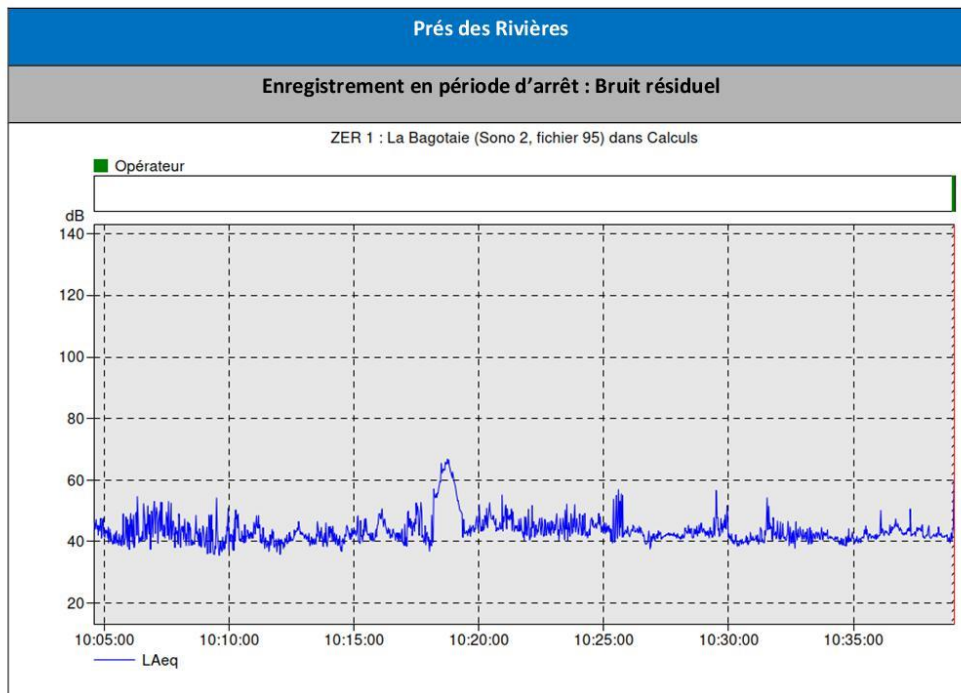 Prés des Rivières
Enregistrement en période d'arrêt : Bruit résiduel
ZER 1 : La Bagotaie (Sono 2, fichier 95) dans Calculs
Opérateur
dB
140
120
100
80
60
40
20
10:05:00 10:10:00 10:15:00 10:20:00 10:25:00 10:30:00 10:35:00
LAeq